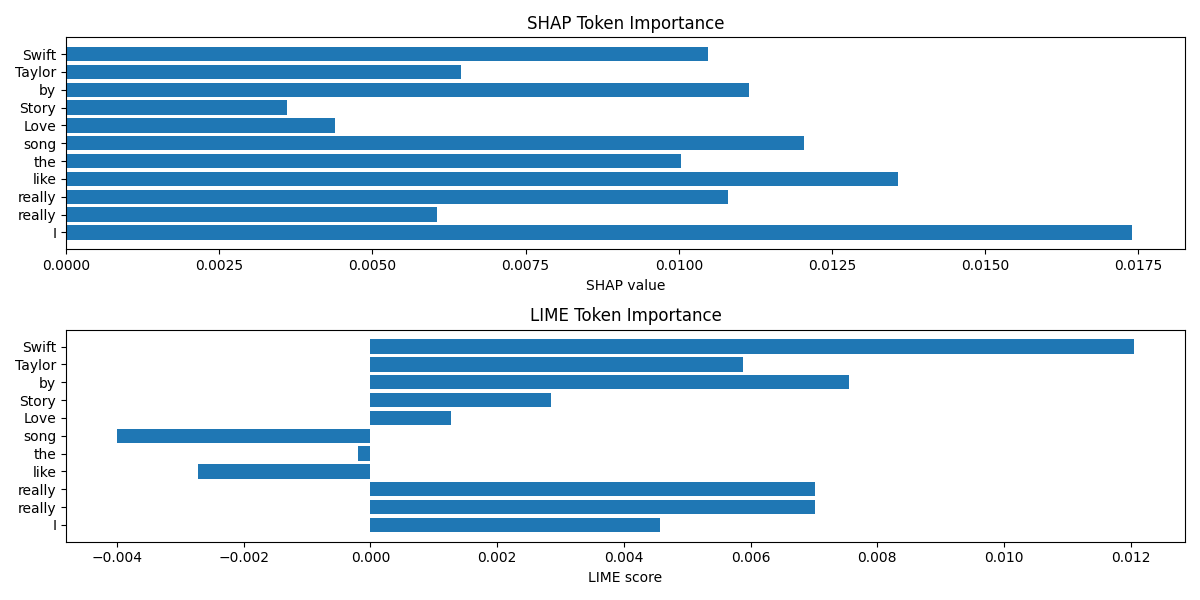 SHAP Token Importance
Swift
Taylor
by
Story
Love
song
the
like
really
really
I
0.0000 0.0025 0.0050 0.0075 0.0100 0.0125 0.0150 0.0175
SHAP value
LIME Token Importance
Swift
Taylor
by
Story
Love
song
the
like
really
really
I
−0.004 −0.002 0.000 0.002 0.004 0.006 0.008 0.010 0.012
LIME score